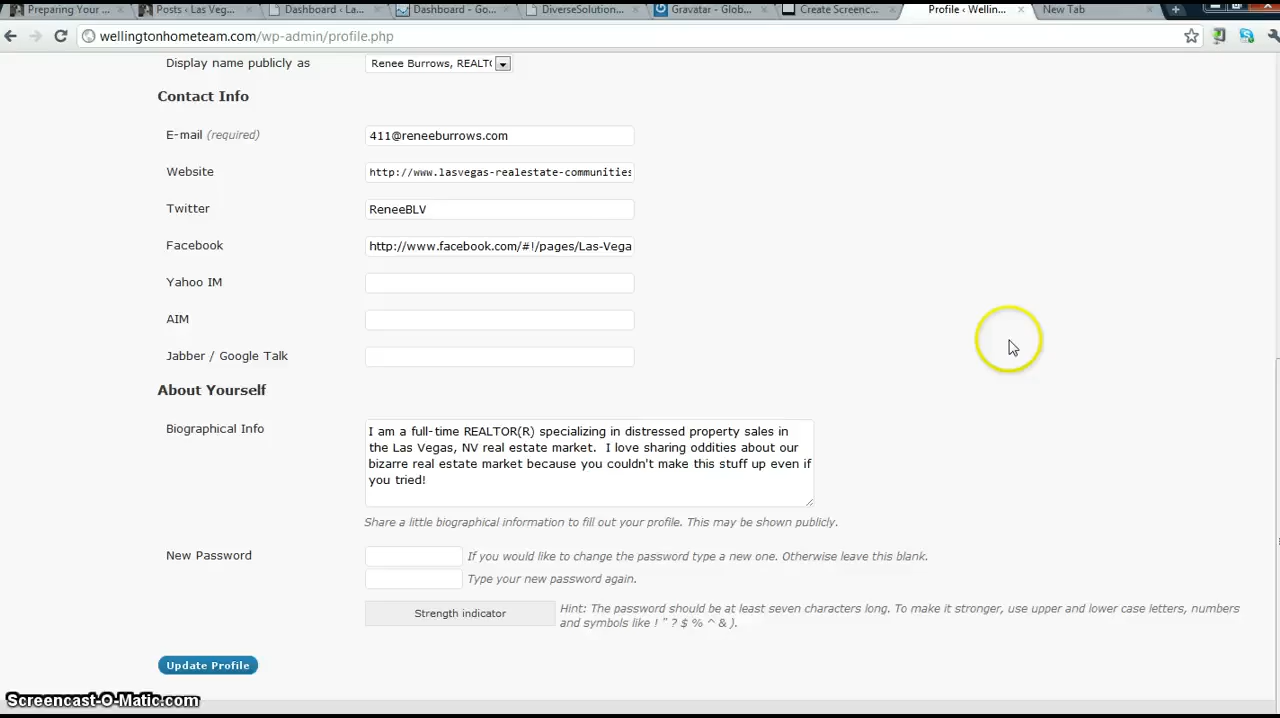 Preparing Your
Posts ‹ Las Veg
Dashboard ‹ La
Dashboard - Go
DiverseSolution
Gravatar - Glob
Create Screenc
Profile ‹ Wellin
New Tab
wellingtonhometeam.com/wp-admin/profile.php
Display name publicly as
Renee Burrows, REALT
Contact Info
E-mail (required)
411@reneeburrows.com
Website
http://www.lasvegas-realestate-communities
Twitter
ReneeBLV
Facebook
http://www.facebook.com/#!/pages/Las-Vega
Yahoo IM
AIM
Jabber / Google Talk
About Yourself
Biographical Info
I am a full-time REALTOR(R) specializing in distressed property sales in
the Las Vegas, NV real estate market. I love sharing oddities about our
bizarre real estate market because you couldn't make this stuff up even if
you tried!
Share a little biographical information to fill out your profile. This may be shown publicly.
New Password
If you would like to change the password type a new one. Otherwise leave this blank.
Type your new password again.
Strength indicator
Hint: The password should be at least seven characters long. To make it stronger, use upper and lower case letters, numbers
and symbols like ! " ? $ % ^ & ).
Update Profile
Screencast-O-Matic.com